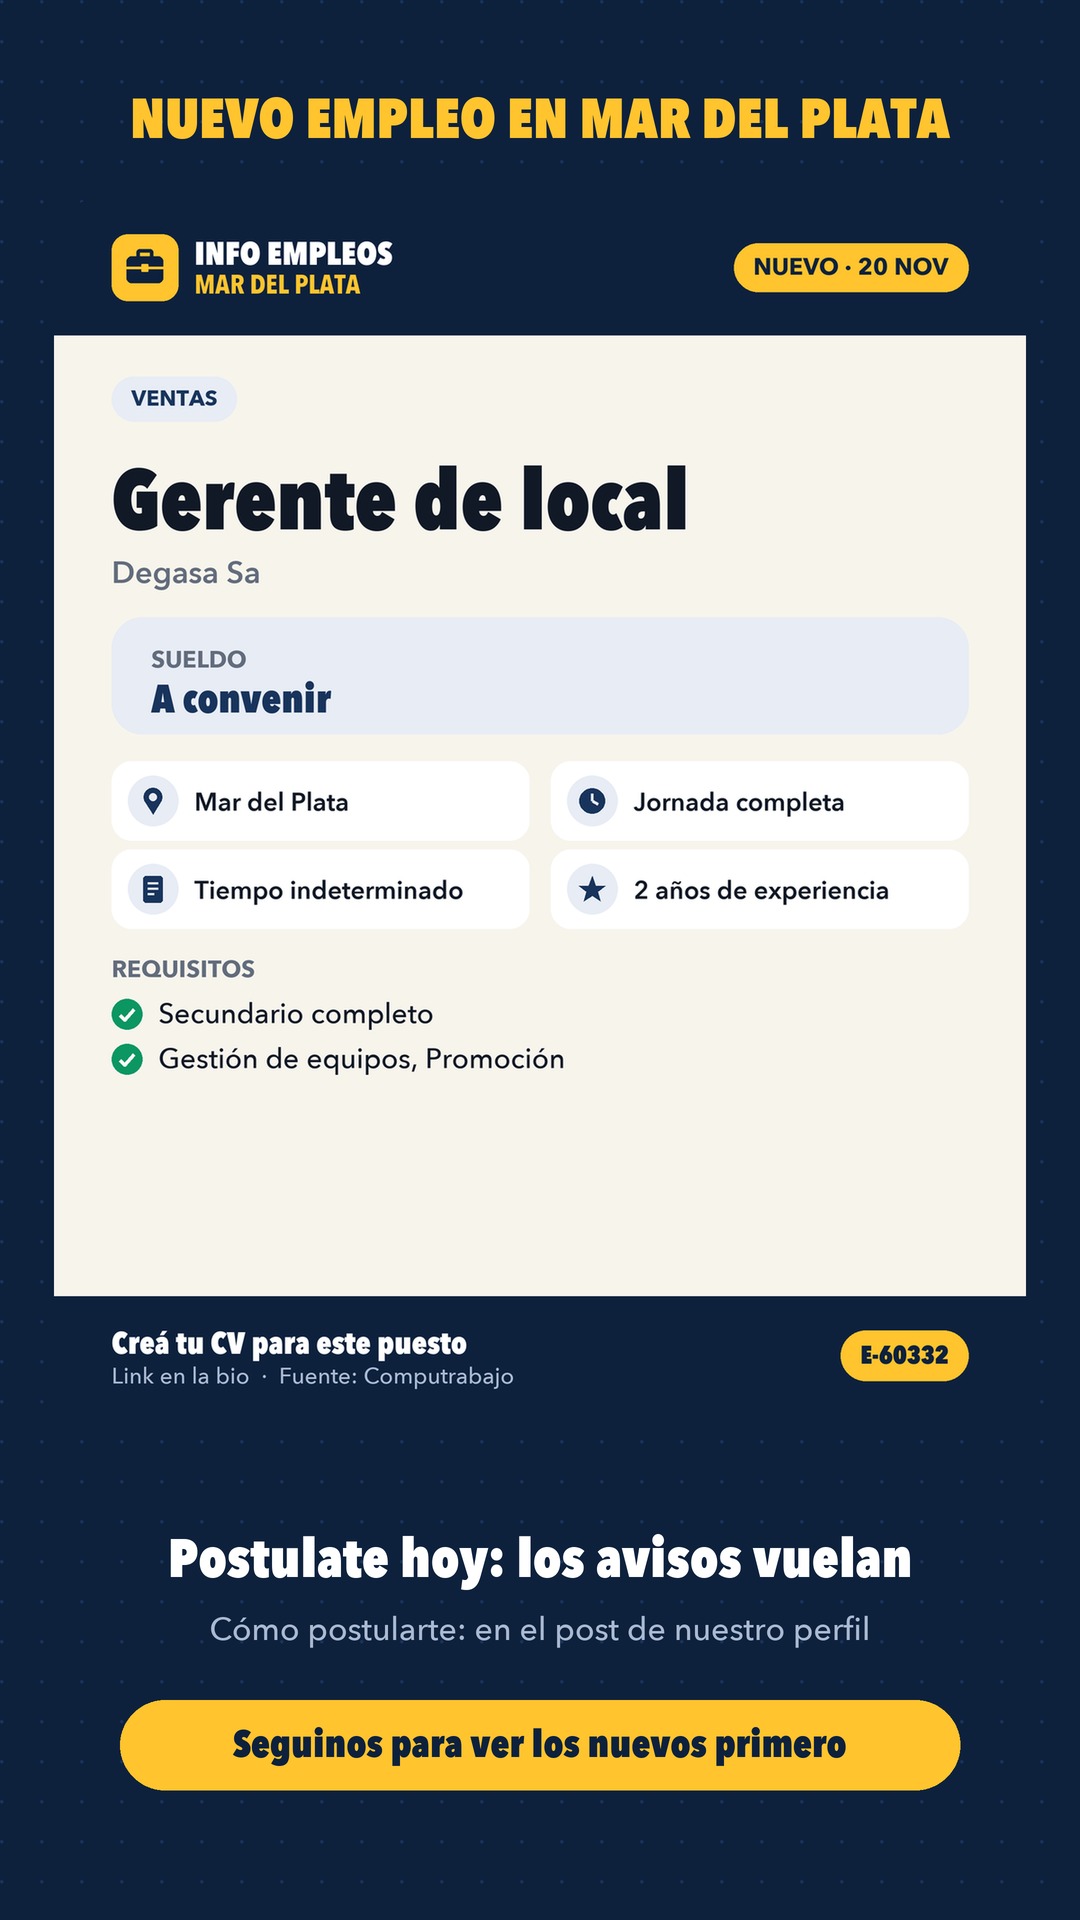 NUEVO EMPLEO EN MAR DEL PLATA
INFO EMPLEOS
MAR DEL PLATA
NUEVO · 20 NOV
VENTAS
Gerente de local
Degasa Sa
SUELDO
A convenir
Mar del Plata
Jornada completa
Tiempo indeterminado
2 años de experiencia
REQUISITOS
Secundario completo
Gestión de equipos, Promoción
Creá tu CV para este puesto
Link en la bio · Fuente: Computrabajo
E-60332
Postulate hoy: los avisos vuelan
Cómo postularte: en el post de nuestro perfil
Seguinos para ver los nuevos primero